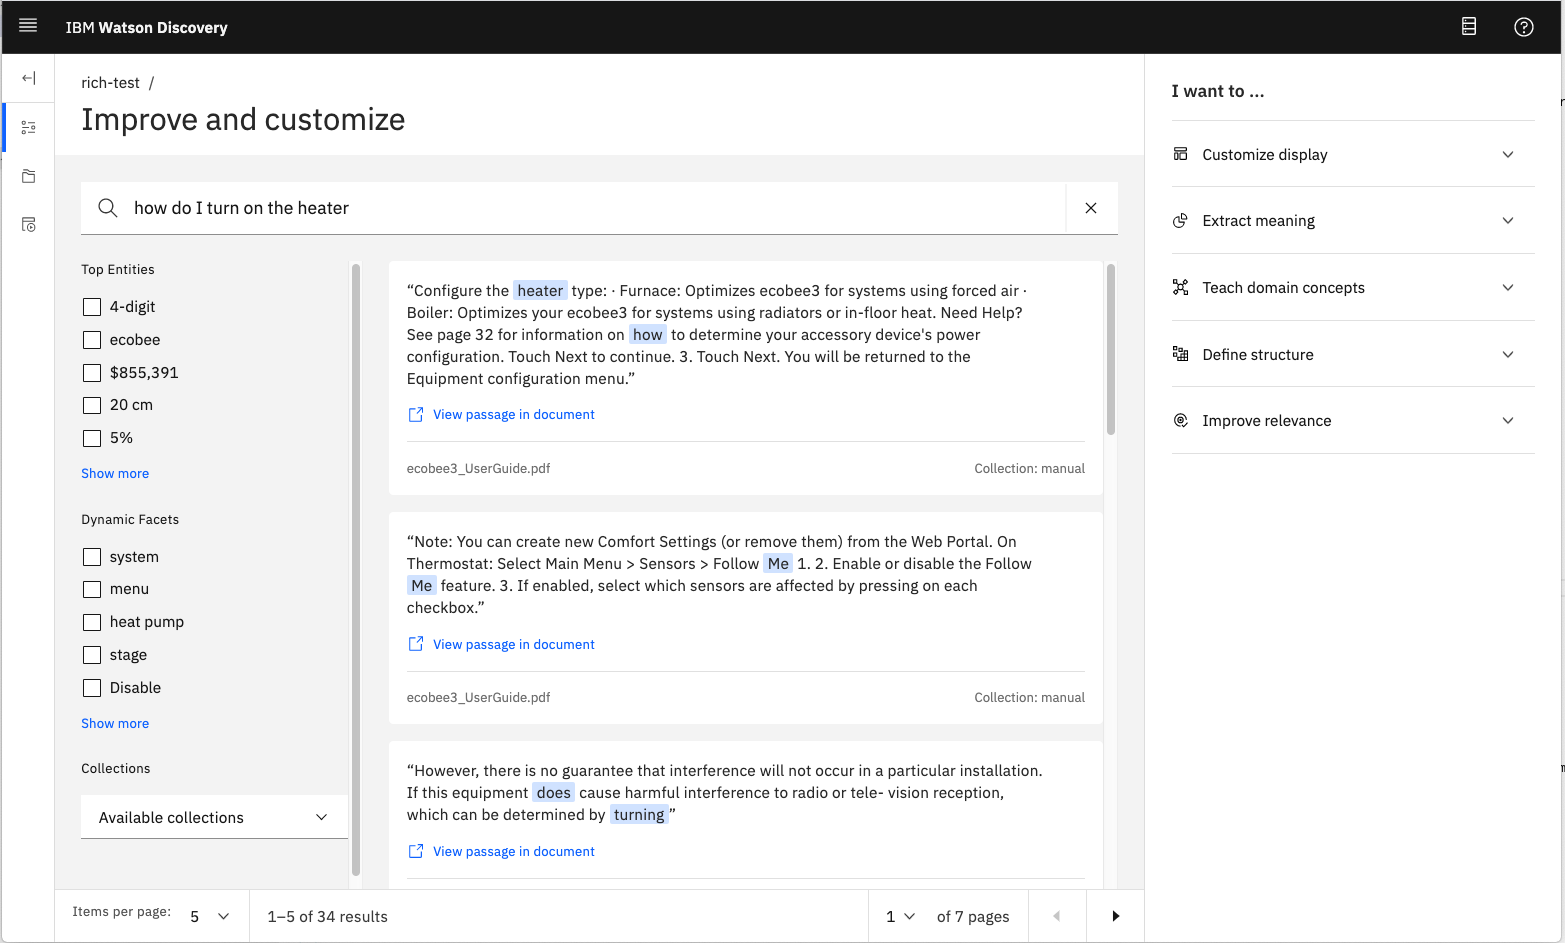 IBM Watson Discovery
rich-test /
Improve and customize
how do I turn on the heater
Top Entities
4-digit
ecobee
$855,391
20 cm
5%
Show more
Dynamic Facets
system
menu
heat pump
stage
Disable
Show more
Collections
Available collections
“Configure the heater type: · Furnace: Optimizes ecobee3 for systems using forced air ·
Boiler: Optimizes your ecobee3 for systems using radiators or in-floor heat. Need Help?
See page 32 for information on how to determine your accessory device's power
configuration. Touch Next to continue. 3. Touch Next. You will be returned to the
Equipment configuration menu.”
View passage in document
ecobee3_UserGuide.pdf
Collection: manual
“Note: You can create new Comfort Settings (or remove them) from the Web Portal. On
Thermostat: Select Main Menu > Sensors > Follow Me 1. 2. Enable or disable the Follow
Me feature. 3. If enabled, select which sensors are affected by pressing on each
checkbox.”
View passage in document
ecobee3_UserGuide.pdf
Collection: manual
“However, there is no guarantee that interference will not occur in a particular installation.
If this equipment does cause harmful interference to radio or tele- vision reception,
which can be determined by turning”
View passage in document
Items per page: 5
1–5 of 34 results
1 of 7 pages
I want to ...
Customize display
Extract meaning
Teach domain concepts
Define structure
Improve relevance